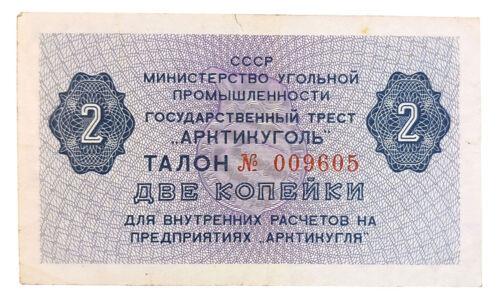 СССР
МИНИСТЕРСТВО УГОЛЬНОЙ
ПРОМЫШЛЕННОСТИ
ГОСУДАРСТВЕННЫЙ ТРЕСТ
„АРКТИКУГОЛЬ"
2 2
ТАЛОН № 009605
ДВЕ КОПЕЙКИ
ДЛЯ ВНУТРЕННИХ РАСЧЕТОВ НА
ПРЕДПРИЯТИЯХ „АРКТИКУГЛЯ"